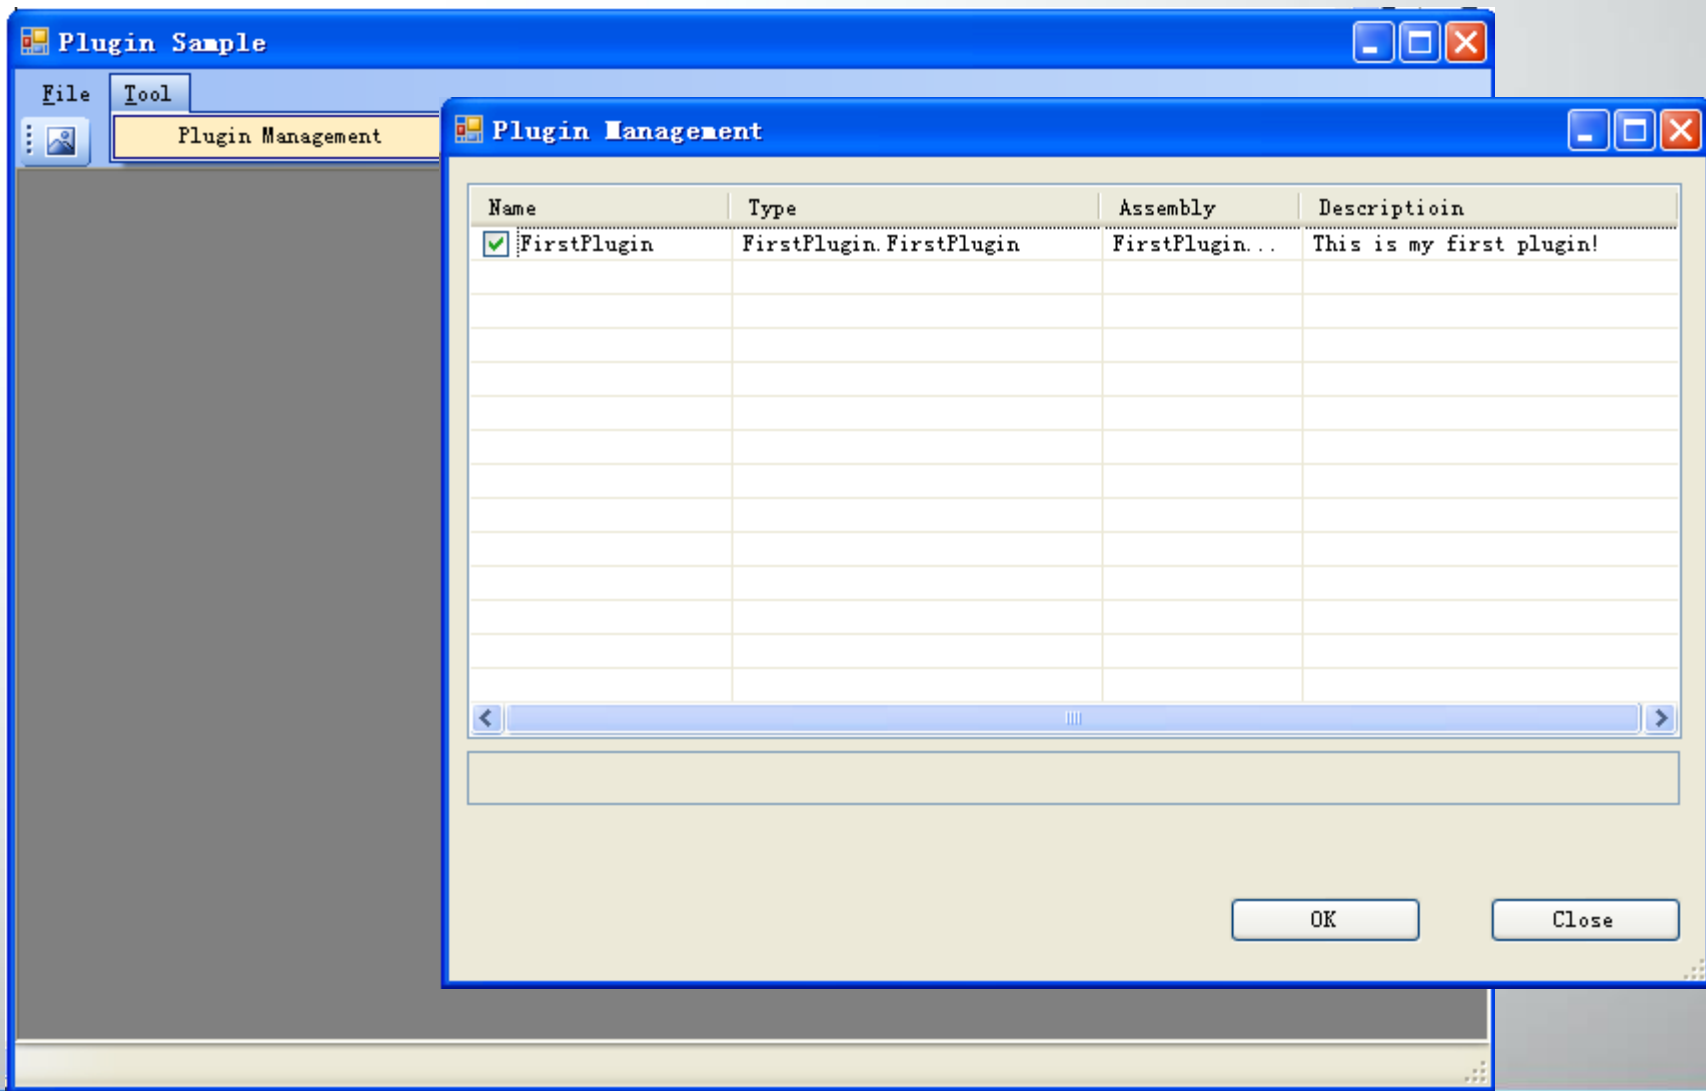 Plugin Sample
File Tool
Plugin Management
Plugin Management
Name Type Assembly Descriptioin
FirstPlugin FirstPlugin.FirstPlugin FirstPlugin... This is my first plugin!
OK Close